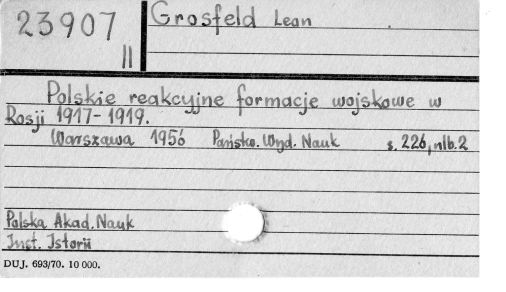 23907
II
Grosfeld Leon
Polskie reakcyjne formacje wojskowe w
Rosji 1917-1919.
Warszawa 1956 Państw. Wyd. Nauk s. 226, nlb. 2
Polska Akad. Nauk
Inst. Istorii
DUJ. 693/70. 10 000.